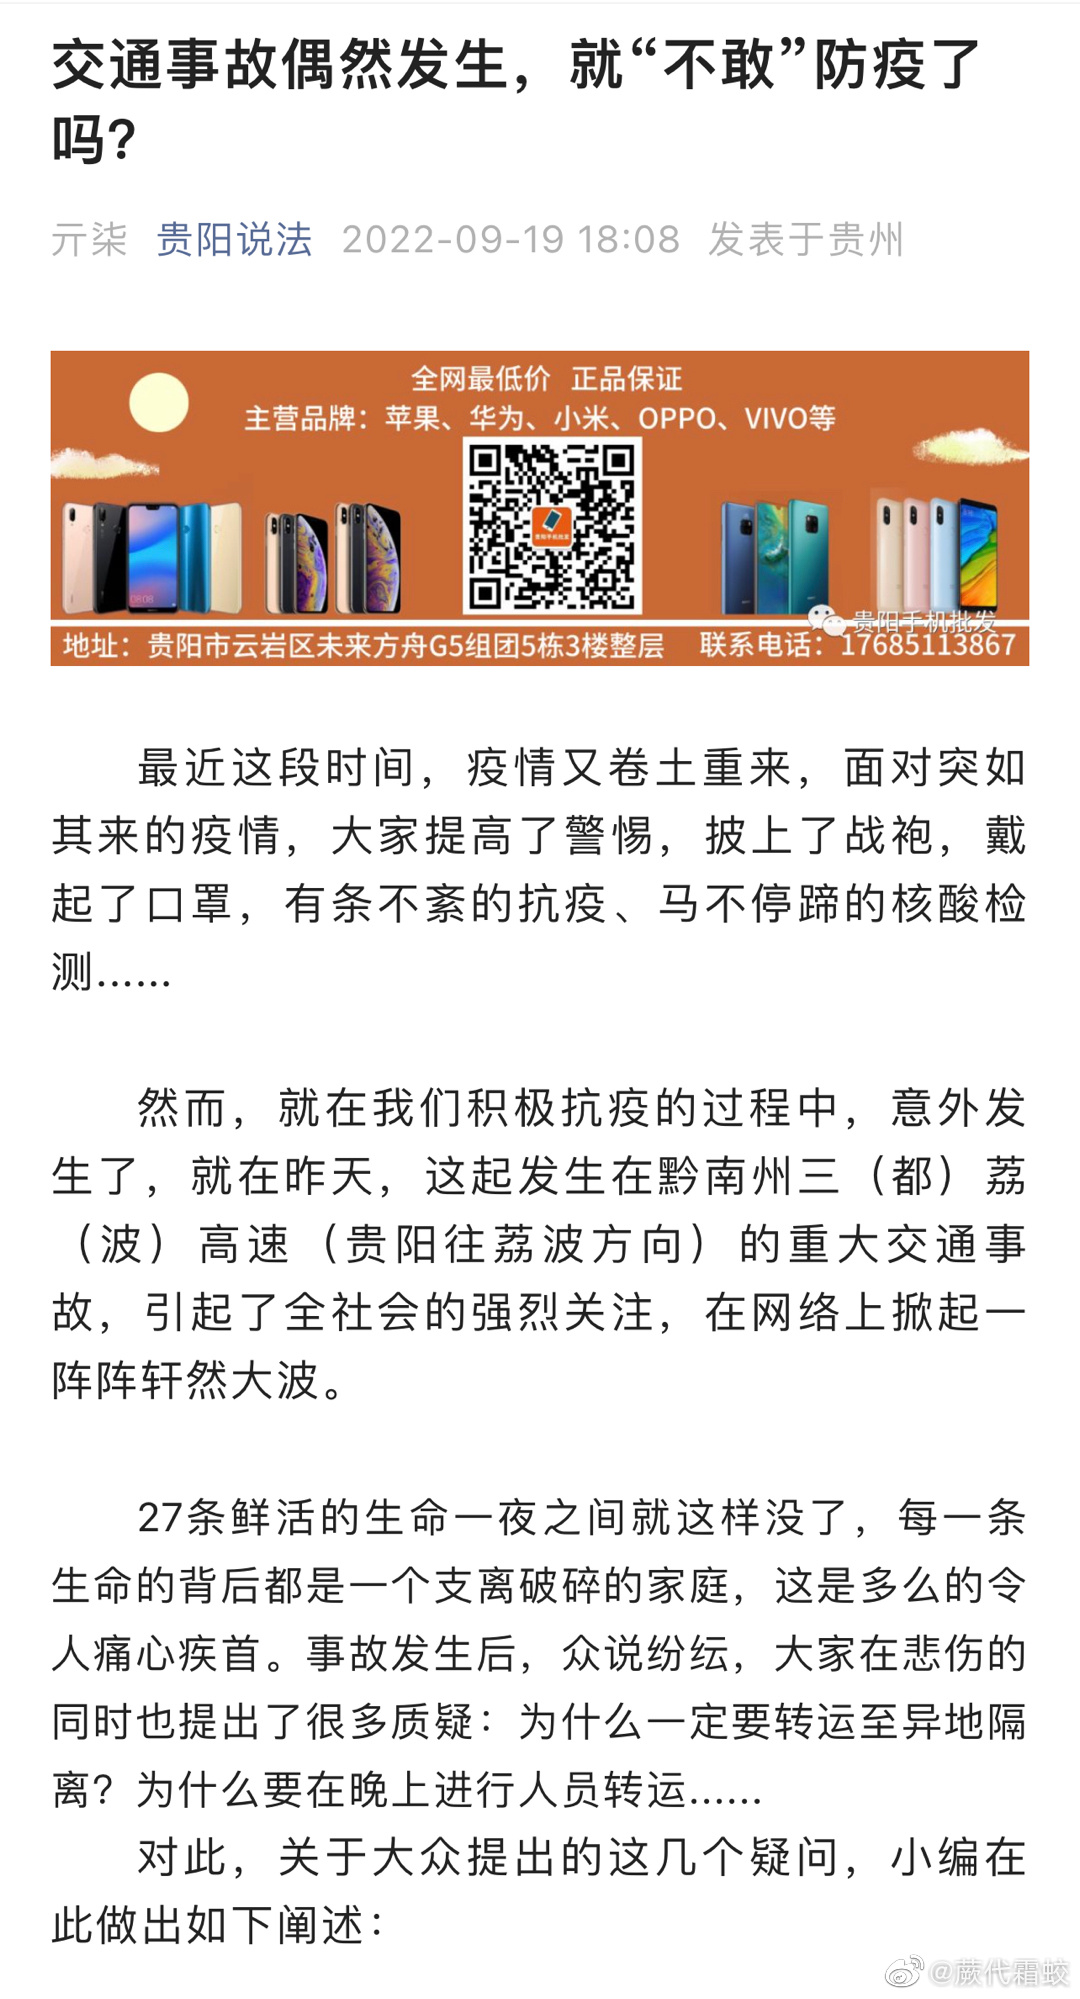 交通事故偶然发生，就“不敢”防疫了
吗？
亓柒 贵阳说法 2022-09-19 18:08 发表于贵州
全网最低价 正品保证
主营品牌：苹果、华为、小米、OPPO、VIVO等
贵阳手机批发
地址：贵阳市云岩区未来方舟G5组团5栋3楼整层 联系电话：17685113867
最近这段时间，疫情又卷土重来，面对突如
其来的疫情，大家提高了警惕，披上了战袍，戴
起了口罩，有条不紊的抗疫、马不停蹄的核酸检
测……
然而，就在我们积极抗疫的过程中，意外发
生了，就在昨天，这起发生在黔南州三（都）荔
（波）高速（贵阳往荔波方向）的重大交通事
故，引起了全社会的强烈关注，在网络上掀起一
阵阵轩然大波。
27条鲜活的生命一夜之间就这样没了，每一条
生命的背后都是一个支离破碎的家庭，这是多么的令
人痛心疾首。事故发生后，众说纷纭，大家在悲伤的
同时也提出了很多质疑：为什么一定要转运至异地隔
离？为什么要在晚上进行人员转运……
对此，关于大众提出的这几个疑问，小编在
此做出如下阐述：
@蕨代霜蛟